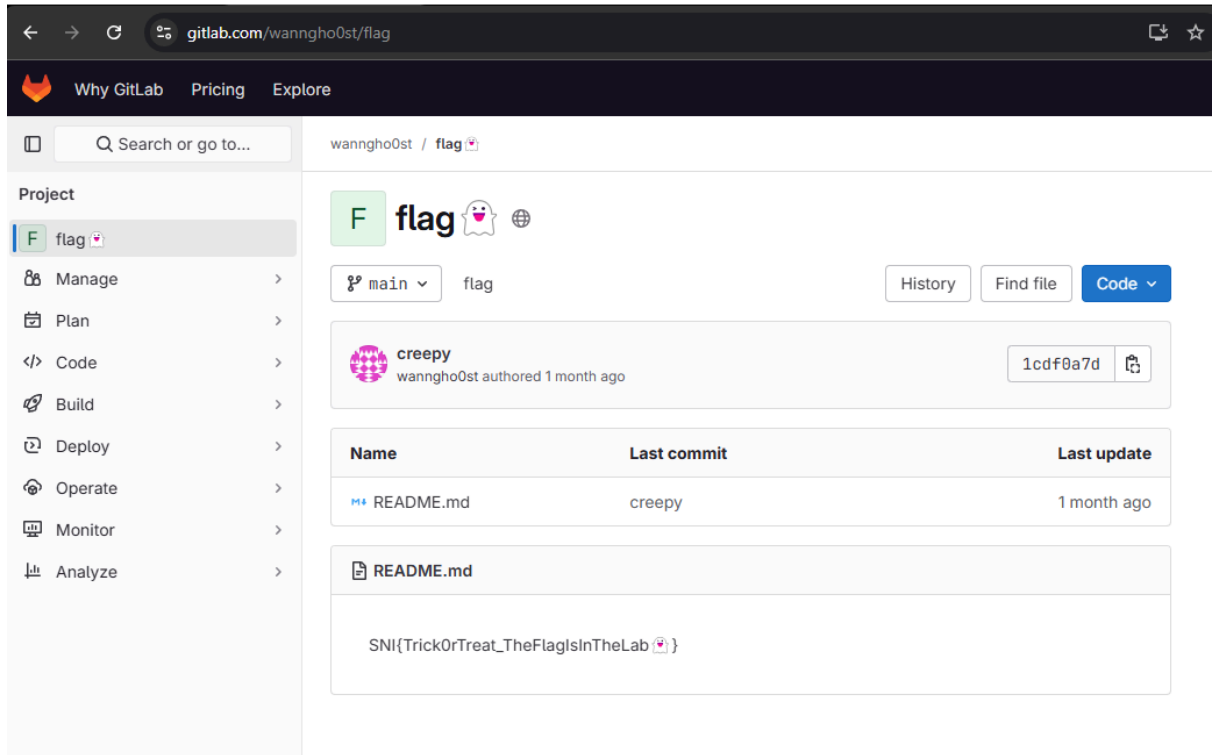 gitlab.com/wanngho0st/flag
Why GitLab Pricing Explore
Search or go to...
wanngho0st / flag👻
Project
F flag👻
F flag👻
Manage
main flag History Find file Code
Plan
creepy
Code
wanngho0st authored 1 month ago
1cdf0a7d
Build
Deploy
Name Last commit Last update
Operate
README.md creepy 1 month ago
Monitor
Analyze
README.md
SNI{Trick0rTreat_TheFlagIsInTheLab👻}